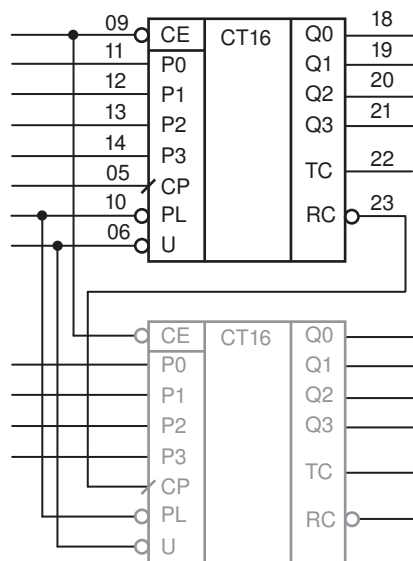 09 CE CT16 Q0 18
11 P0 Q1 19
12 P1 Q2 20
13 P2 Q3 21
14 P3 TC 22
05 CP
10 PL RC 23
06 U
CE CT16 Q0
P0 Q1
P1 Q2
P2 Q3
P3
TC
CP
PL RC
U